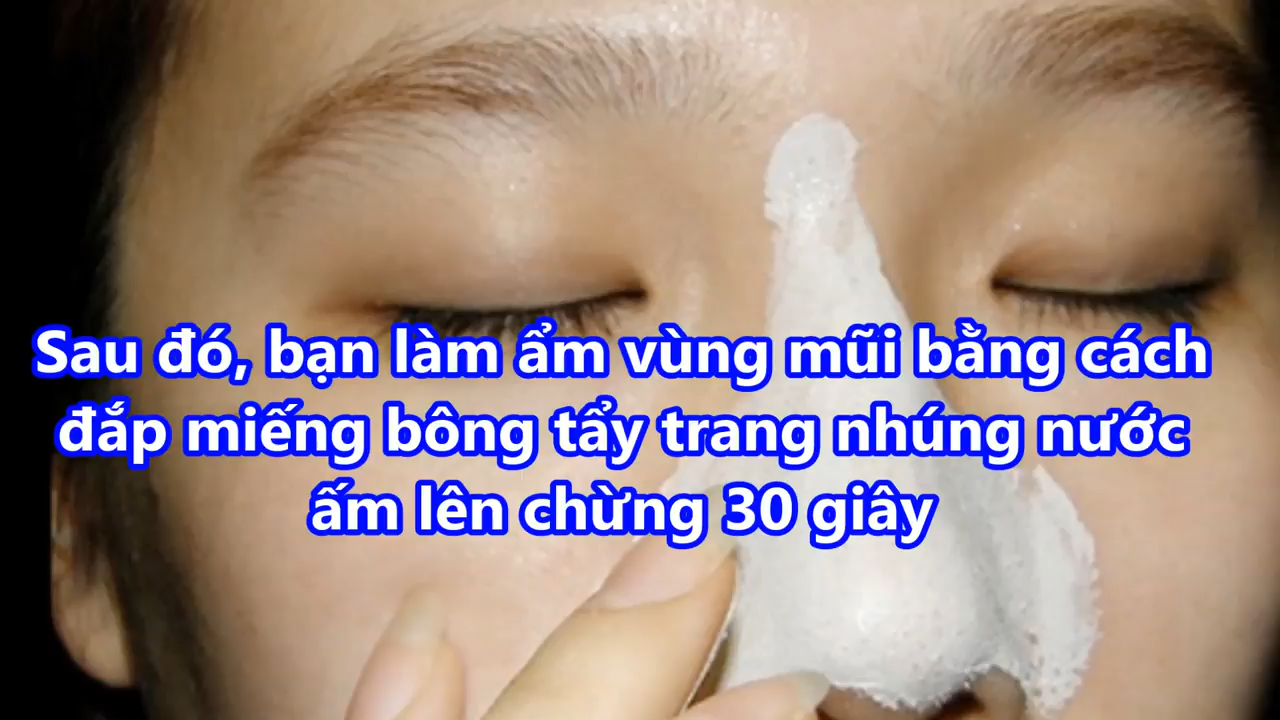 Sau đó, bạn làm ẩm vùng mũi bằng cách
đắp miếng bông tẩy trang nhúng nước
ấm lên chừng 30 giây